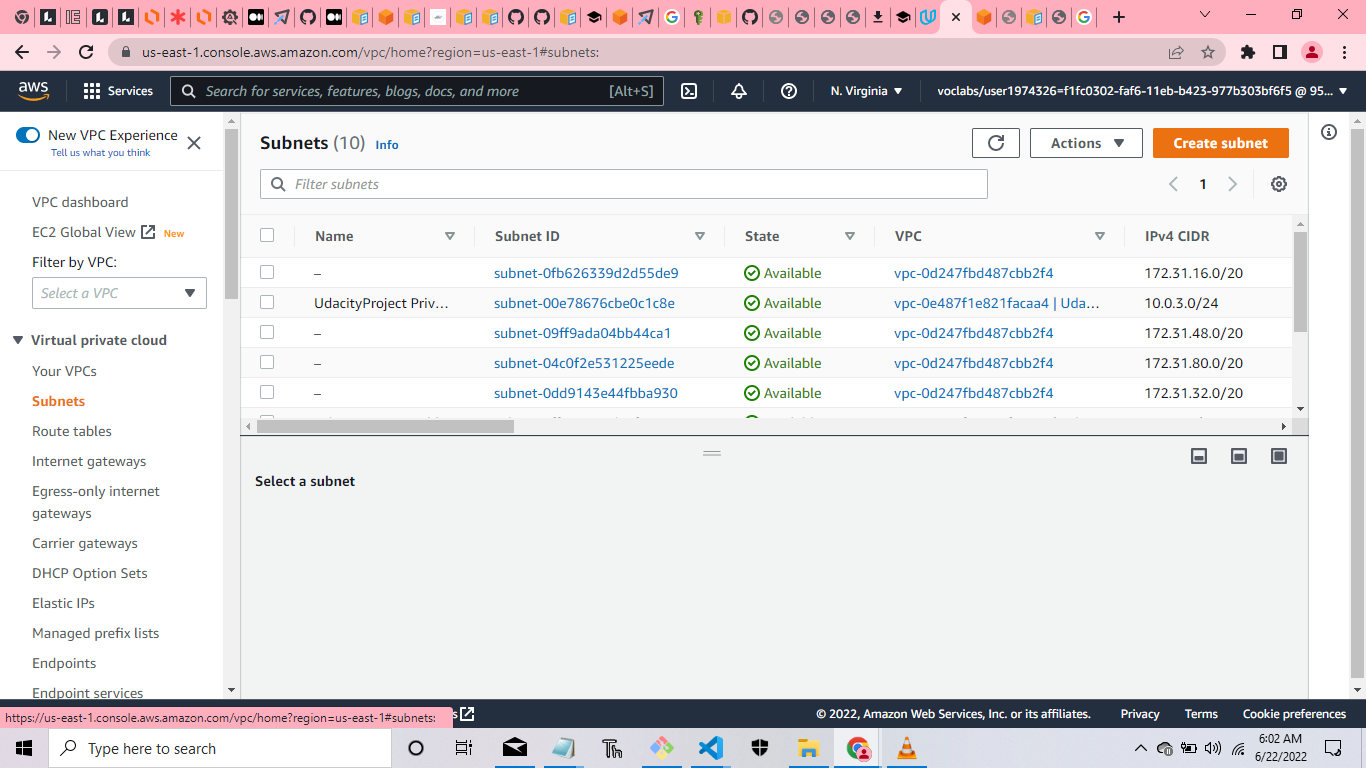 us-east-1.console.aws.amazon.com/vpc/home?region=us-east-1#subnets:
aws
Services
Search for services, features, blogs, docs, and more
[Alt+S]
N. Virginia
voclabs/user1974326=f1fc0302-faf6-11eb-b423-977b303bf6f5 @ 95...
New VPC Experience
Tell us what you think
VPC dashboard
EC2 Global View New
Filter by VPC:
Select a VPC
Virtual private cloud
Your VPCs
Subnets
Route tables
Internet gateways
Egress-only internet
gateways
Carrier gateways
DHCP Option Sets
Elastic IPs
Managed prefix lists
Endpoints
Endpoint services
Subnets (10) Info
Actions
Create subnet
Filter subnets
1
Name Subnet ID State VPC IPv4 CIDR
– subnet-0fb626339d2d55de9 Available vpc-0d247fbd487cbb2f4 172.31.16.0/20
UdacityProject Priv... subnet-00e78676cbe0c1c8e Available vpc-0e487f1e821facaa4 | Uda... 10.0.3.0/24
– subnet-09ff9ada04bb44ca1 Available vpc-0d247fbd487cbb2f4 172.31.48.0/20
– subnet-04c0f2e531225eede Available vpc-0d247fbd487cbb2f4 172.31.80.0/20
– subnet-0dd9143e44fbba930 Available vpc-0d247fbd487cbb2f4 172.31.32.0/20
Select a subnet
https://us-east-1.console.aws.amazon.com/vpc/home?region=us-east-1#subnets:
© 2022, Amazon Web Services, Inc. or its affiliates. Privacy Terms Cookie preferences
Type here to search
6:02 AM
6/22/2022